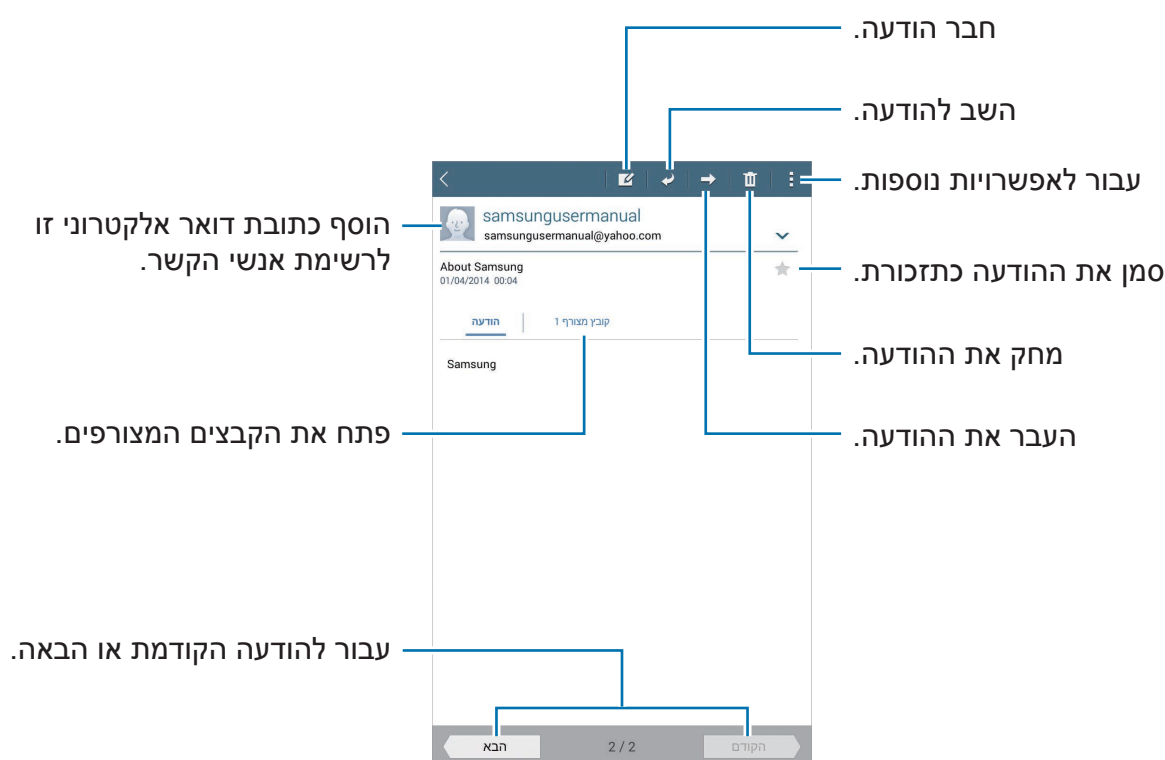 חבר הודעה.
השב להודעה.
עבור לאפשרויות נוספות.
samsungusermanual
samsungusermanual@yahoo.com
הוסף כתובת דואר אלקטרוני זו
לרשימת אנשי הקשר.
About Samsung
01/04/2014 00:04
סמן את ההודעה כתזכורת.
הודעה
קובץ מצורף 1
Samsung
מחק את ההודעה.
פתח את הקבצים המצורפים.
העבר את ההודעה.
עבור להודעה הקודמת או הבאה.
הבא
2 / 2
הקודם